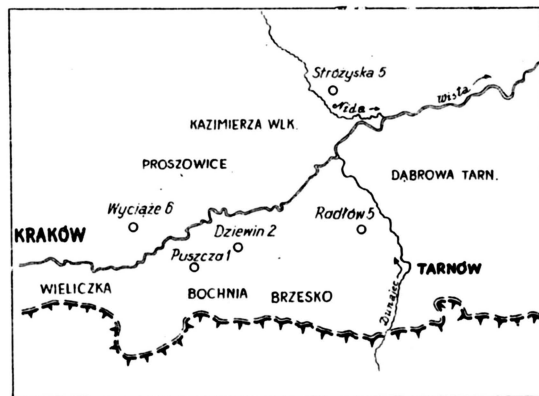 Stróżyska 5
Nida
Wisła
KAZIMIERZA WLK.
PROSZOWICE
DĄBROWA TARN.
Wyciąże 6
Radłów 5
KRAKÓW
Dziewin 2
Puszcza 1
TARNÓW
WIELICZKA
BOCHNIA
BRZESKO
Dunajec